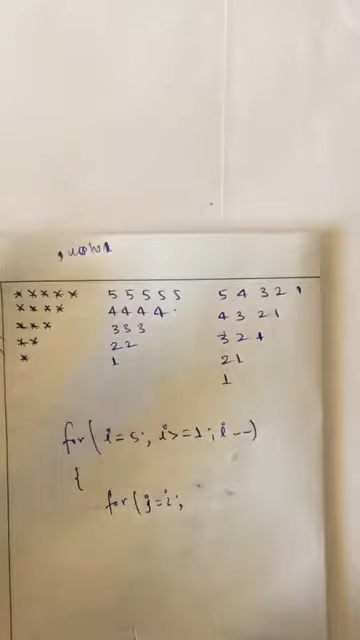 * * * * * 5 5 5 5 5 5 4 3 2 1
* * * * 4 4 4 4 4 3 2 1
* * * 3 3 3 3 2 1
* * 2 2 2 1
* 1 1
for(i=5; i>=1; i--)
{
for(j=i;